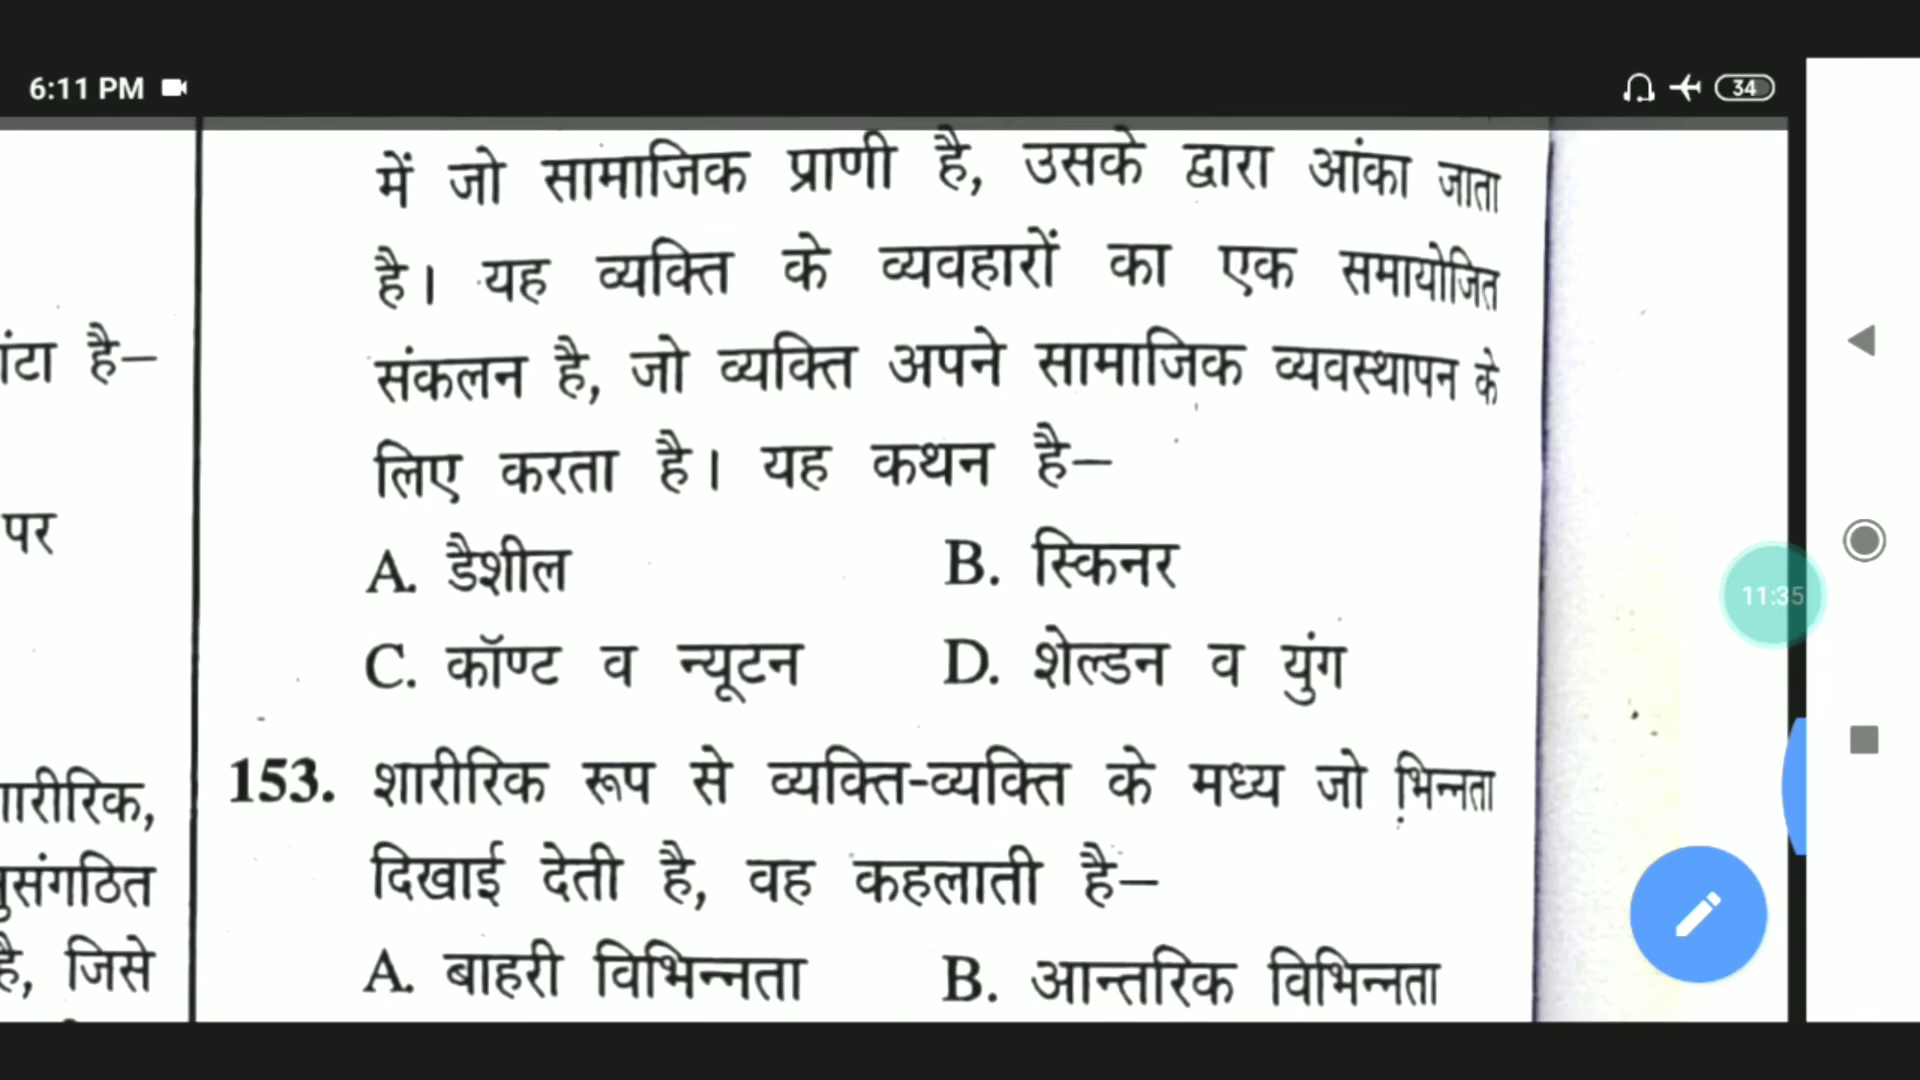 6:11 PM
34
में जो सामाजिक प्राणी है, उसके द्वारा आंका जाता
है। यह व्यक्ति के व्यवहारों का एक समायोजित
संकलन है, जो व्यक्ति अपने सामाजिक व्यवस्थापन के
लिए करता है। यह कथन है–
A. डैशील B. स्किनर
C. कॉण्ट व न्यूटन D. शेल्डन व युंग
153. शारीरिक रूप से व्यक्ति-व्यक्ति के मध्य जो भिन्नता
दिखाई देती है, वह कहलाती है–
A. बाहरी विभिन्नता B. आन्तरिक विभिन्नता
है–
पर
है, जिसे
11:35